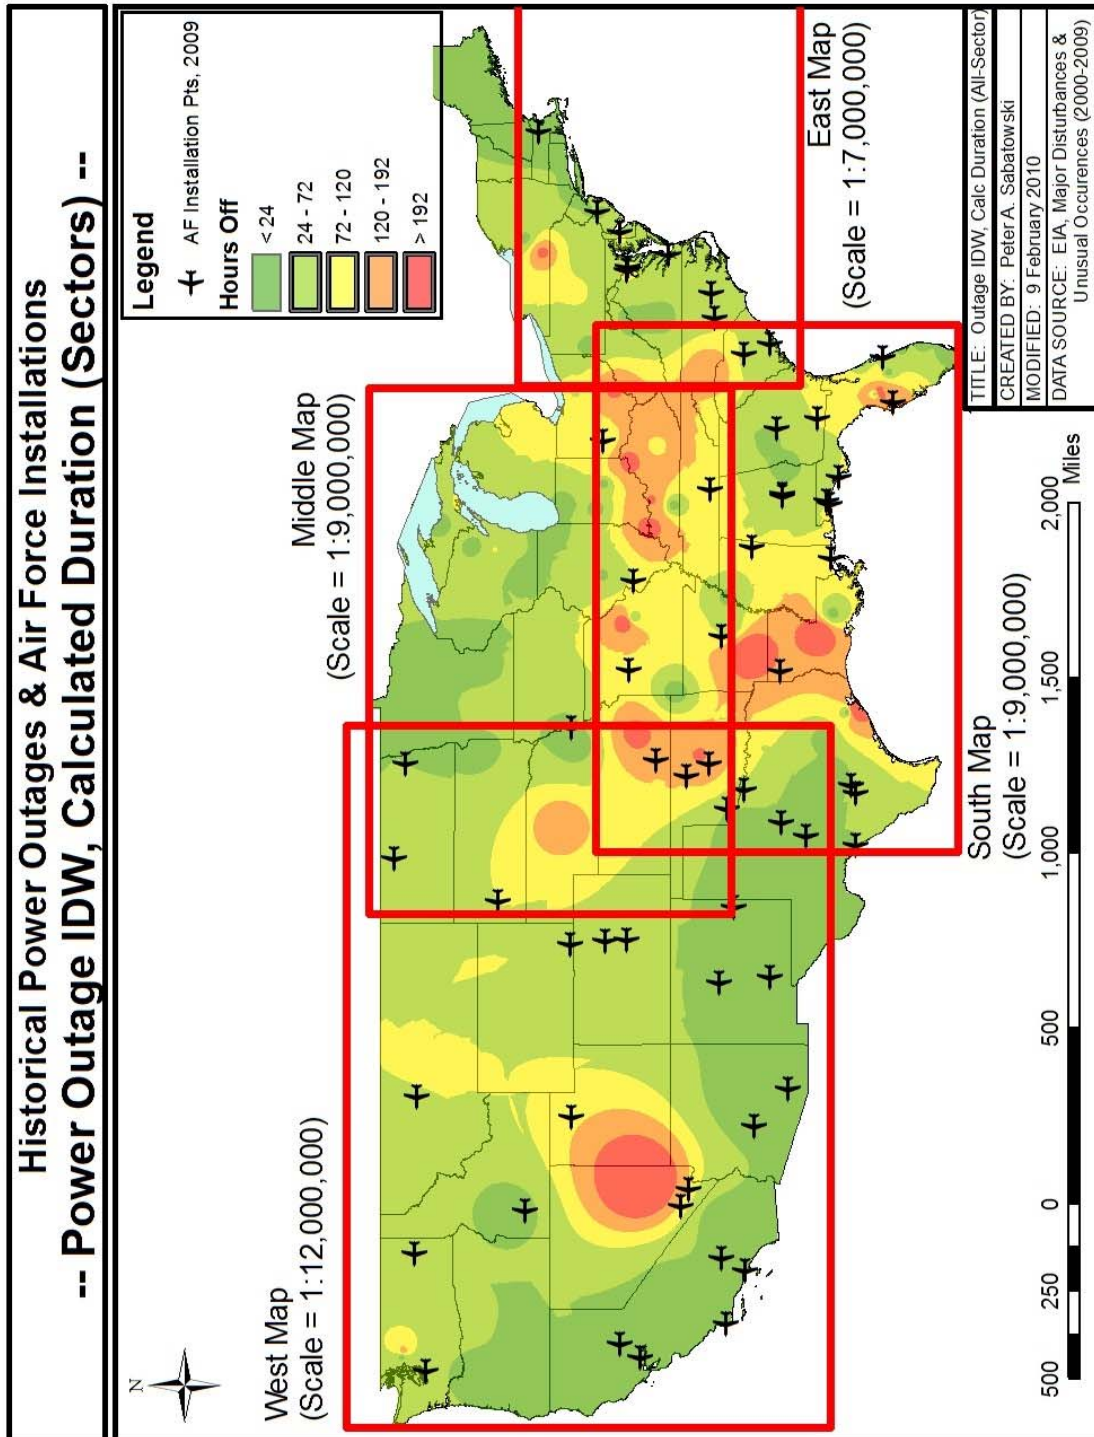 Historical Power Outages & Air Force Installations
-- Power Outage IDW, Calculated Duration (Sectors) --
N
Legend
AF Installation Pts, 2009
Hours Off
< 24
24 - 72
72 - 120
120 - 192
> 192
West Map
(Scale = 1:12,000,000)
Middle Map
(Scale = 1:9,000,000)
East Map
(Scale = 1:7,000,000)
South Map
(Scale = 1:9,000,000)
500 250 0 500 1,000 1,500 2,000
Miles
TITLE: Outage IDW, Calc Duration (All-Sector)
CREATED BY: Peter A. Sabatowski
MODIFIED: 9 February 2010
DATA SOURCE: EIA, Major Disturbances &
Unusual Occurences (2000-2009)